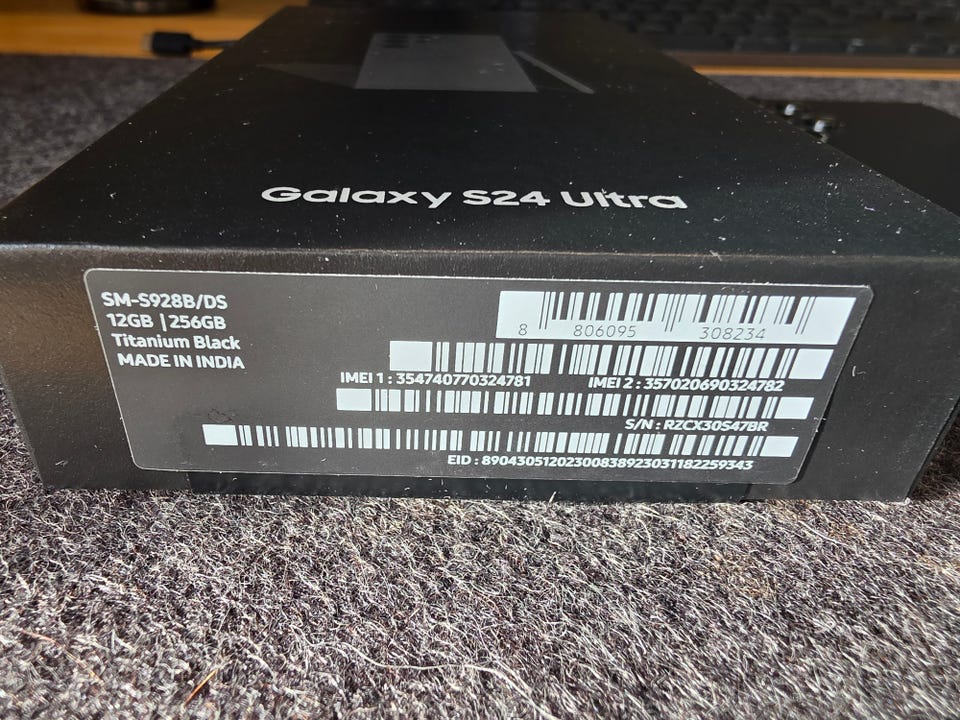 Galaxy S24 Ultra
SM-S928B/DS
12GB | 256GB
Titanium Black
MADE IN INDIA
8 806095 308234
IMEI 1 : 354740770324781 IMEI 2 : 357020690324782
S/N : RZCX30S47BR
EID : 89043051202300838923031182259343